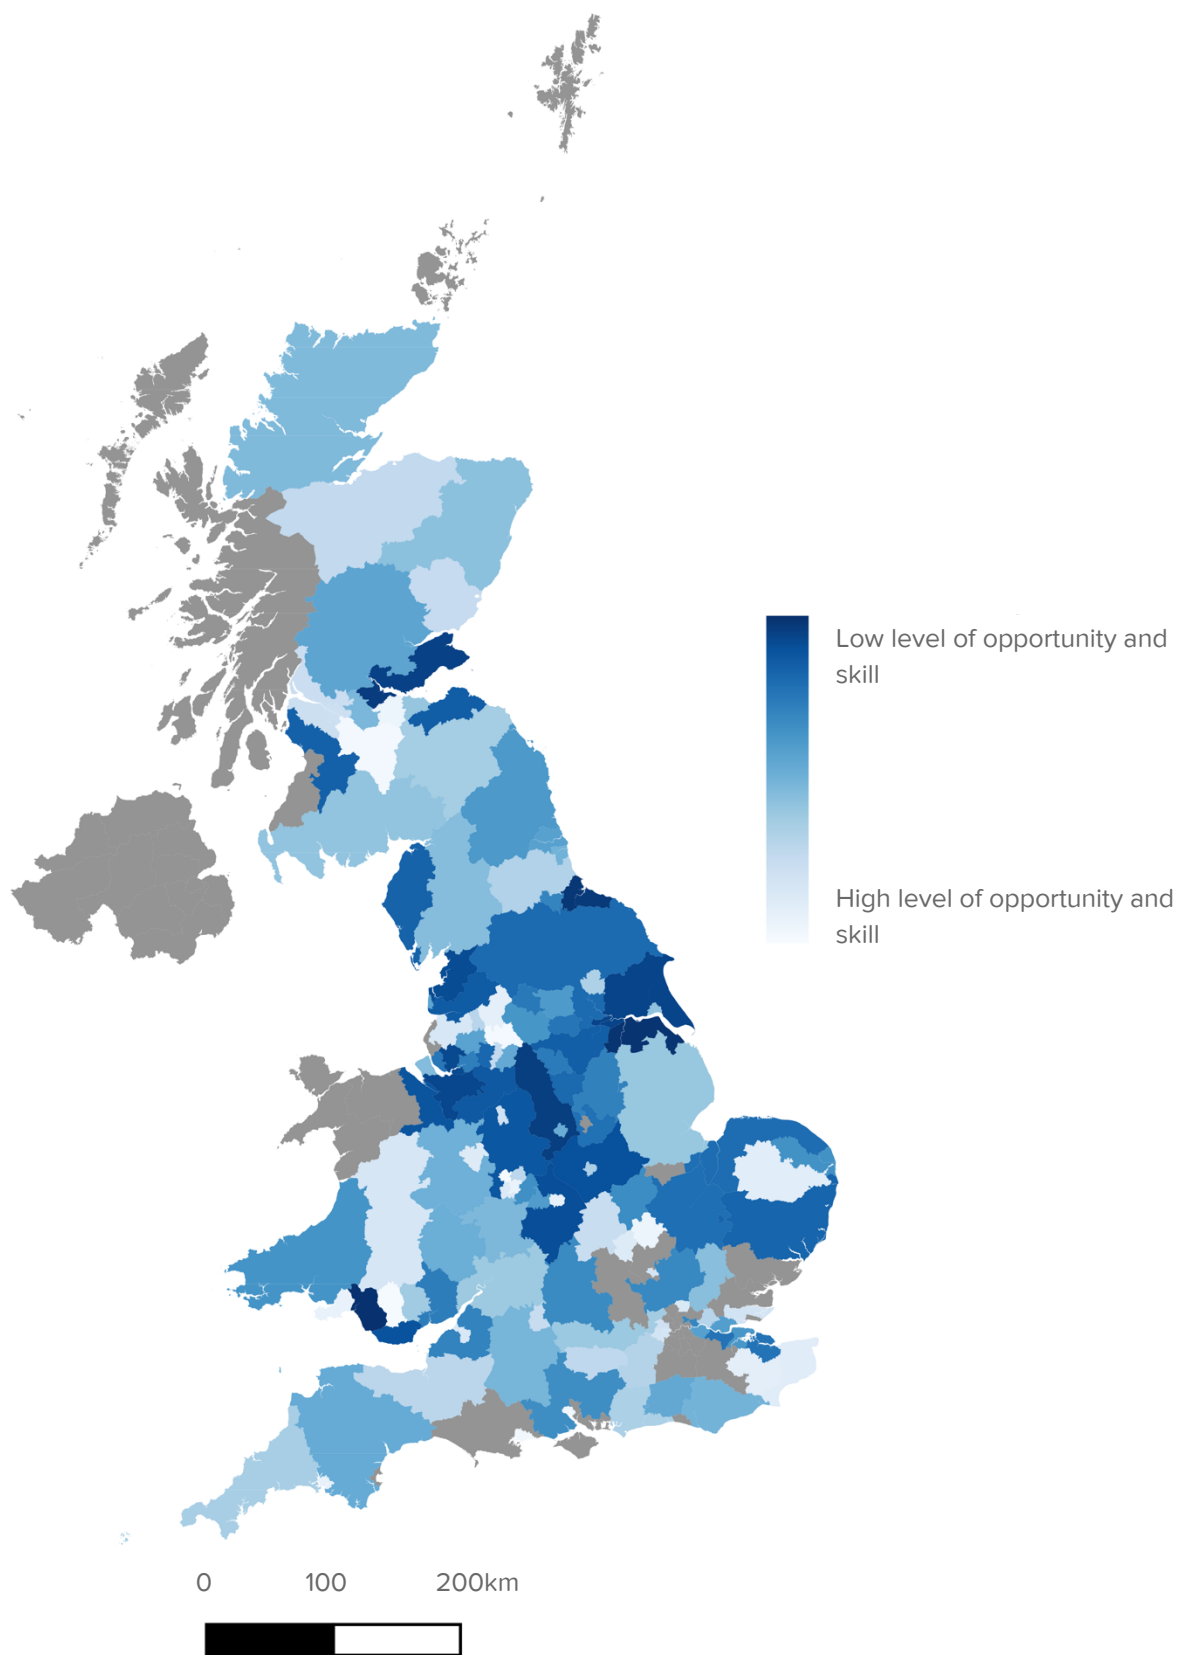 Low level of opportunity and
skill
High level of opportunity and
skill
0 100 200km